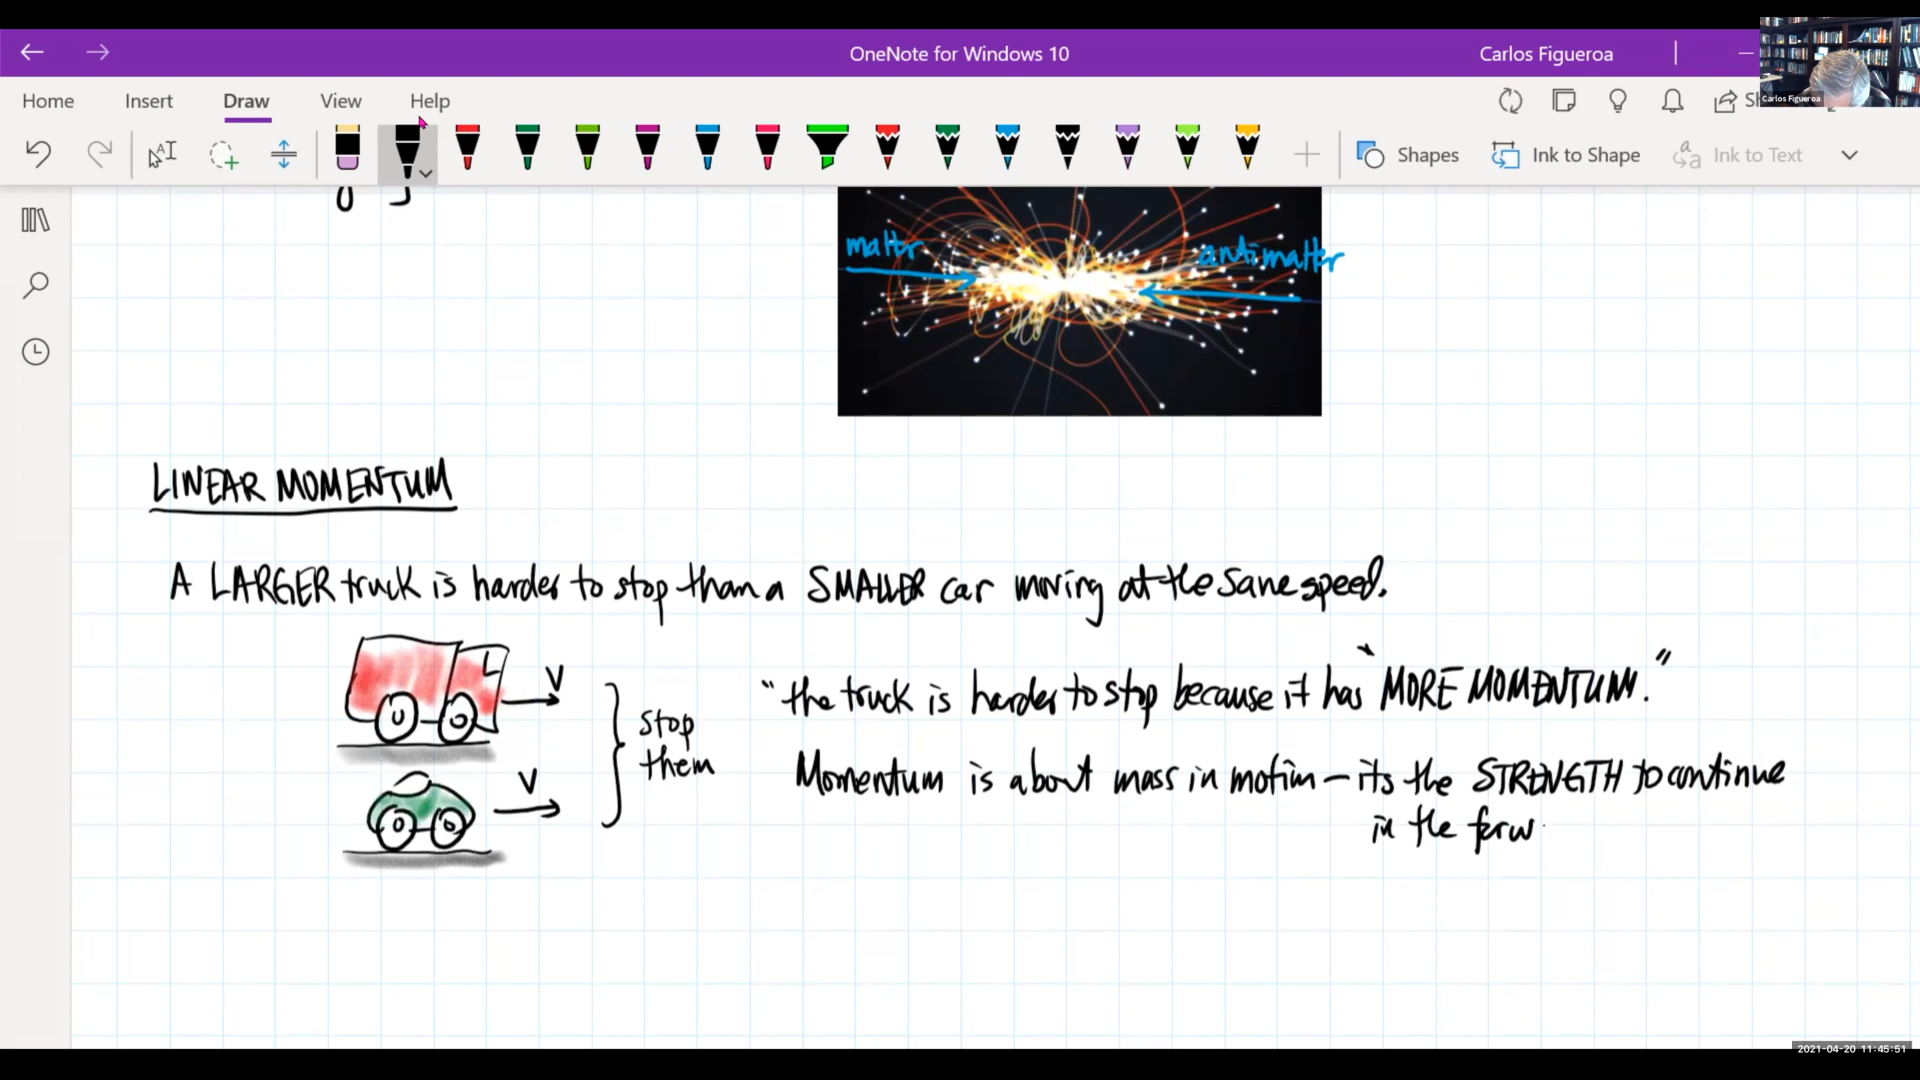 OneNote for Windows 10
Carlos Figueroa
Carlos Figueroa
Home Insert Draw View Help
Shapes Ink to Shape Ink to Text
matter antimatter
LINEAR MOMENTUM
A LARGER truck is harder to stop than a SMALLER car moving at the same speed.
V
"the truck is harder to stop because it has "MORE MOMENTUM."
stop
them
Momentum is about mass in motion - its the STRENGTH to continue
V
in the forw
2021-04-20 11:45:51